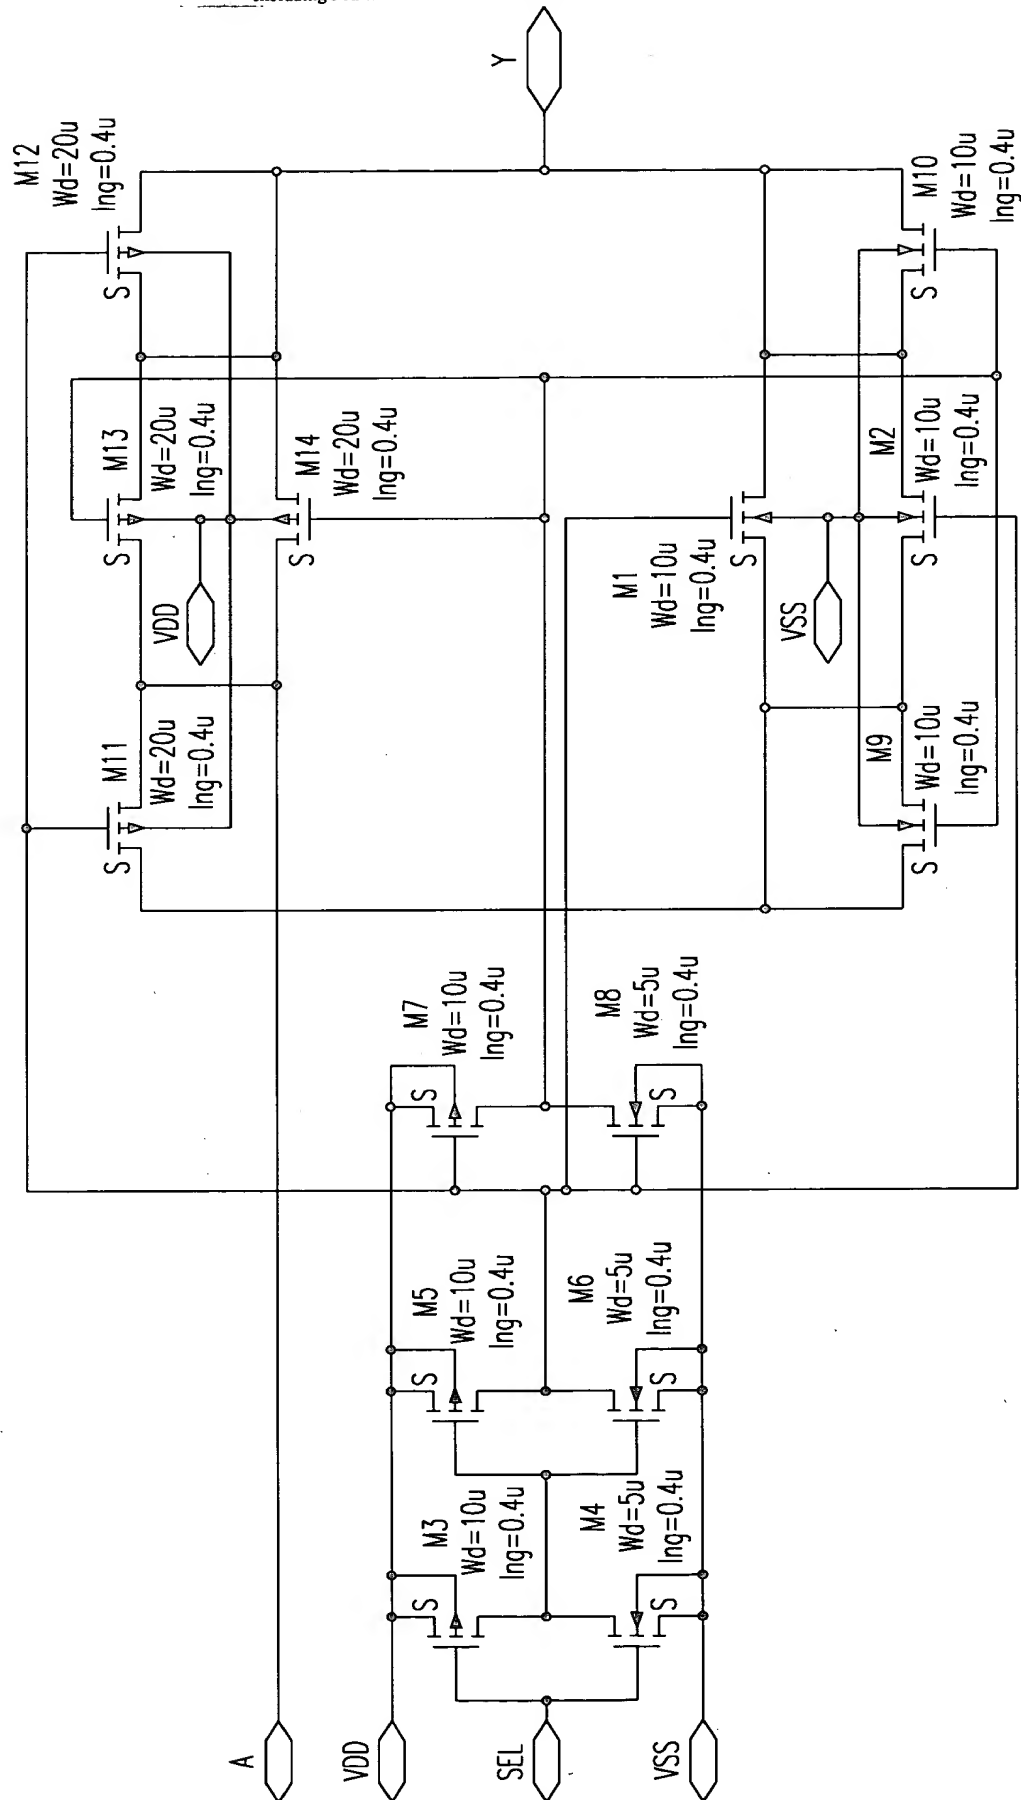 Y
M12
Wd=20u
lng=0.4u
S
M10
Wd=10u
lng=0.4u
S
M13
Wd=20u
lng=0.4u
S
M14
Wd=20u
lng=0.4u
S
VDD
M2
Wd=10u
lng=0.4u
S
M1
Wd=10u
lng=0.4u
S
VSS
M11
Wd=20u
lng=0.4u
S
M9
Wd=10u
lng=0.4u
S
M7
Wd=10u
lng=0.4u
S
M8
Wd=5u
lng=0.4u
S
M5
Wd=10u
lng=0.4u
S
M6
Wd=5u
lng=0.4u
S
M3
Wd=10u
lng=0.4u
S
M4
Wd=5u
lng=0.4u
S
A
VDD
SEL
VSS